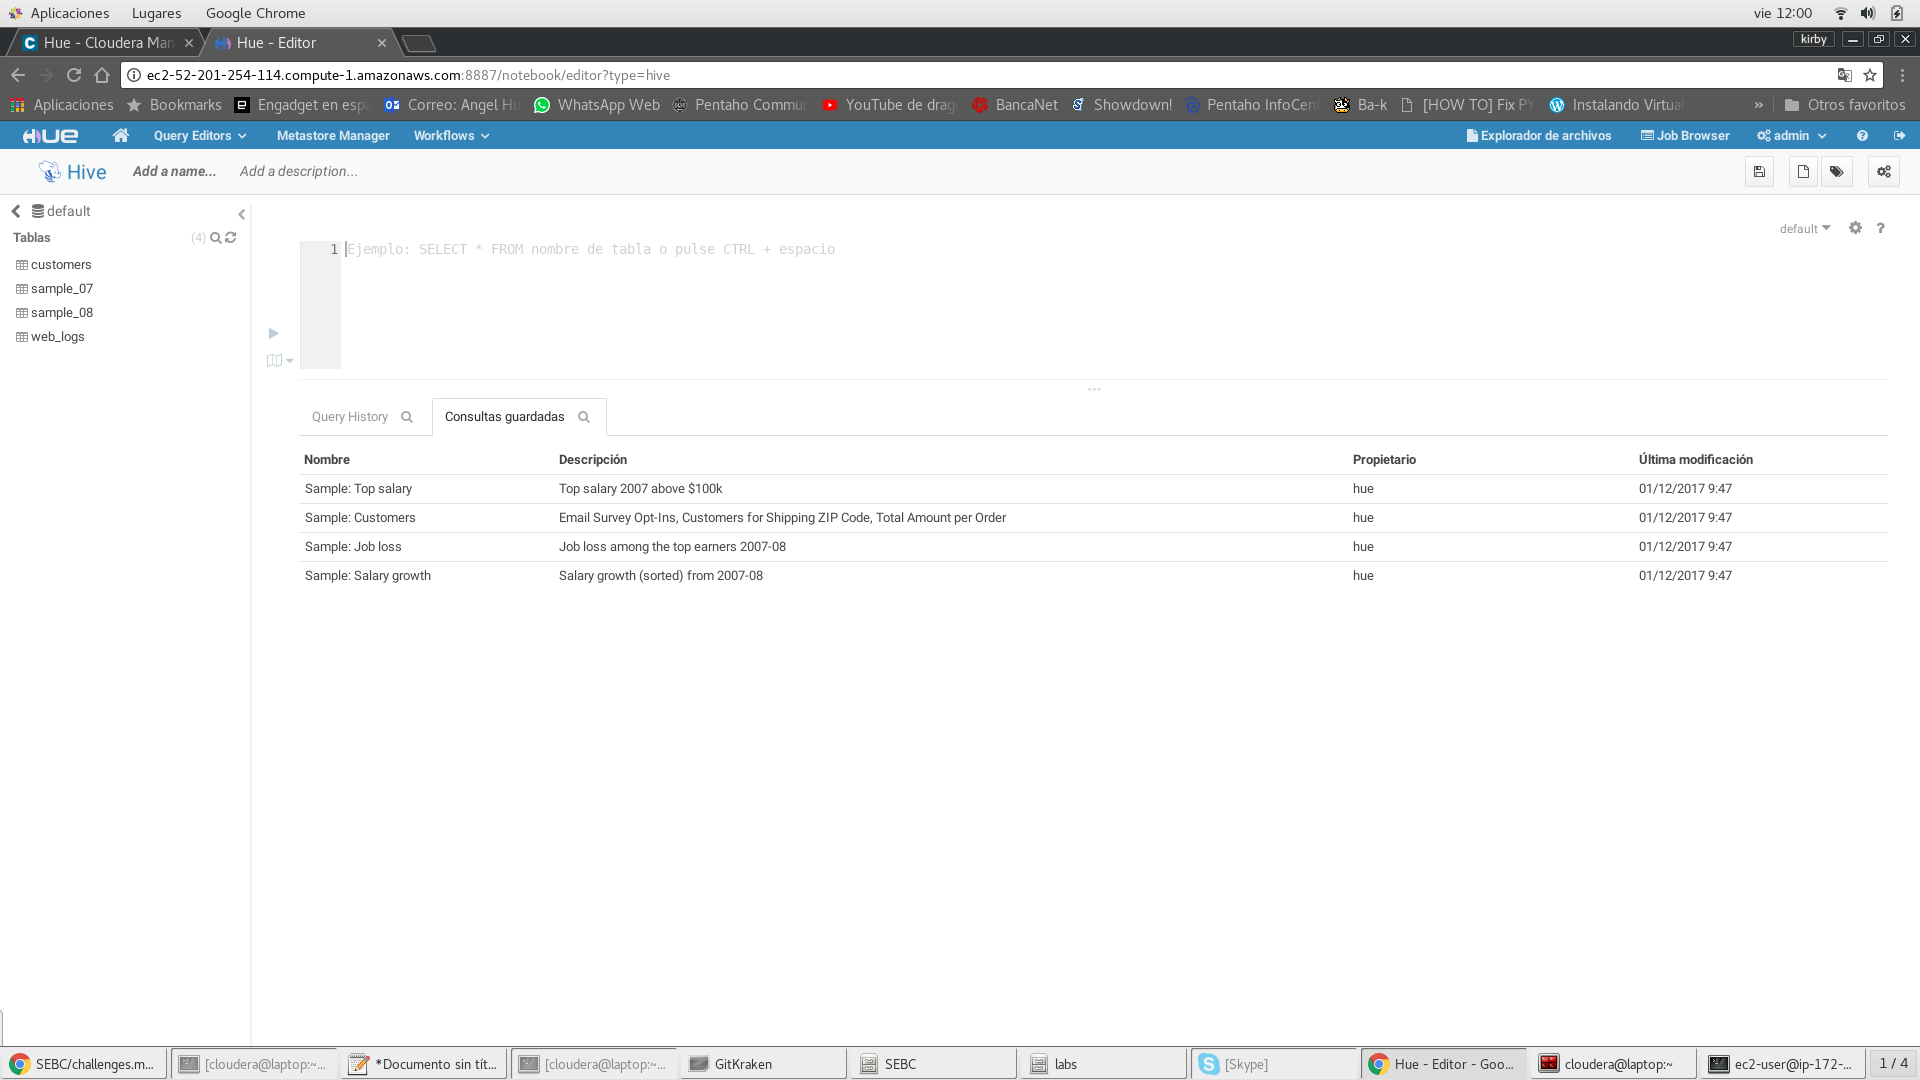 Aplicaciones Lugares Google Chrome vie 12:00
Hue - Cloudera Man Hue - Editor kirby
ec2-52-201-254-114.compute-1.amazonaws.com:8887/notebook/editor?type=hive
Aplicaciones Bookmarks Engadget en espa Correo: Angel Hu WhatsApp Web Pentaho Commun YouTube de drag BancaNet Showdown! Pentaho InfoCent Ba-k [HOW TO] Fix PY Instalando Virtual » Otros favoritos
HUE Query Editors Metastore Manager Workflows Explorador de archivos Job Browser admin
Hive Add a name... Add a description...
default
Tablas (4)
customers
sample_07
sample_08
web_logs
default ?
1 Ejemplo: SELECT * FROM nombre de tabla o pulse CTRL + espacio
Query History Consultas guardadas
Nombre Descripción Propietario Última modificación
Sample: Top salary Top salary 2007 above $100k hue 01/12/2017 9:47
Sample: Customers Email Survey Opt-Ins, Customers for Shipping ZIP Code, Total Amount per Order hue 01/12/2017 9:47
Sample: Job loss Job loss among the top earners 2007-08 hue 01/12/2017 9:47
Sample: Salary growth Salary growth (sorted) from 2007-08 hue 01/12/2017 9:47
SEBC/challenges.m... [cloudera@laptop:~... *Documento sin tít... [cloudera@laptop:~... GitKraken SEBC labs [Skype] Hue - Editor - Goo... cloudera@laptop:~ ec2-user@ip-172-... 1 / 4